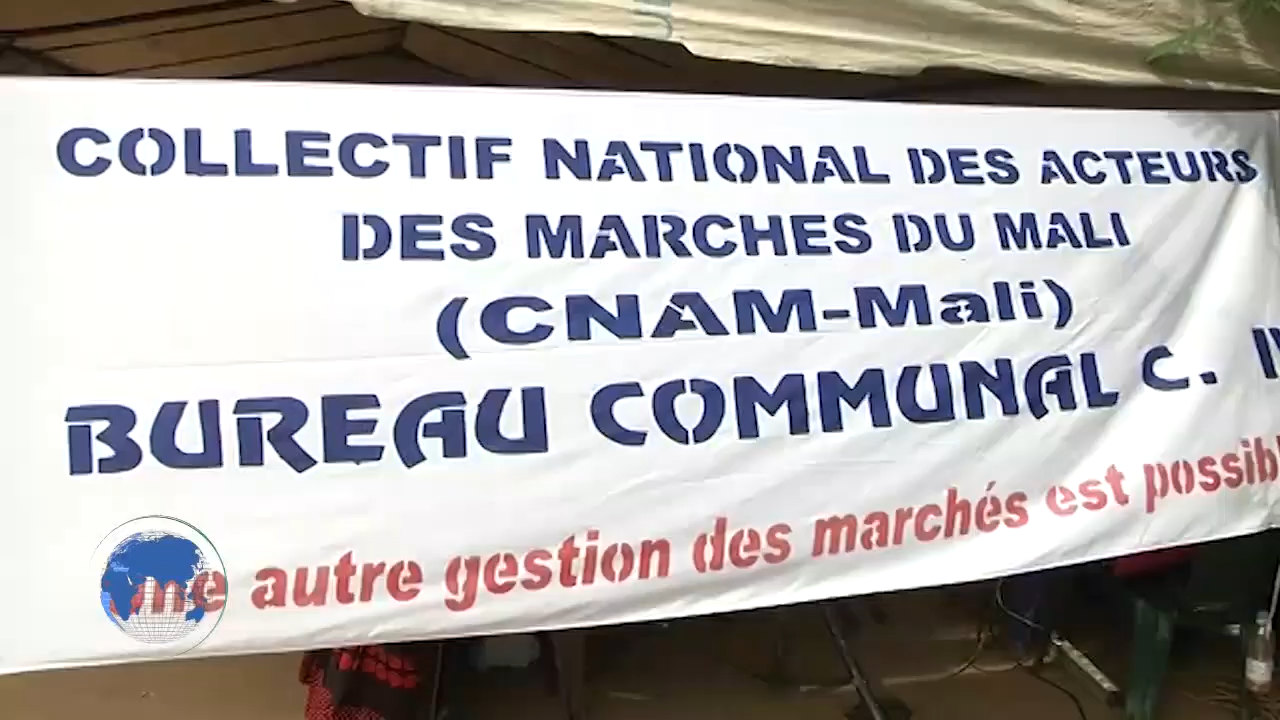 COLLECTIF NATIONAL DES ACTEURS
DES MARCHES DU MALI
(CNAM-Mali)
BUREAU COMMUNAL C.
autre gestion des marchés est